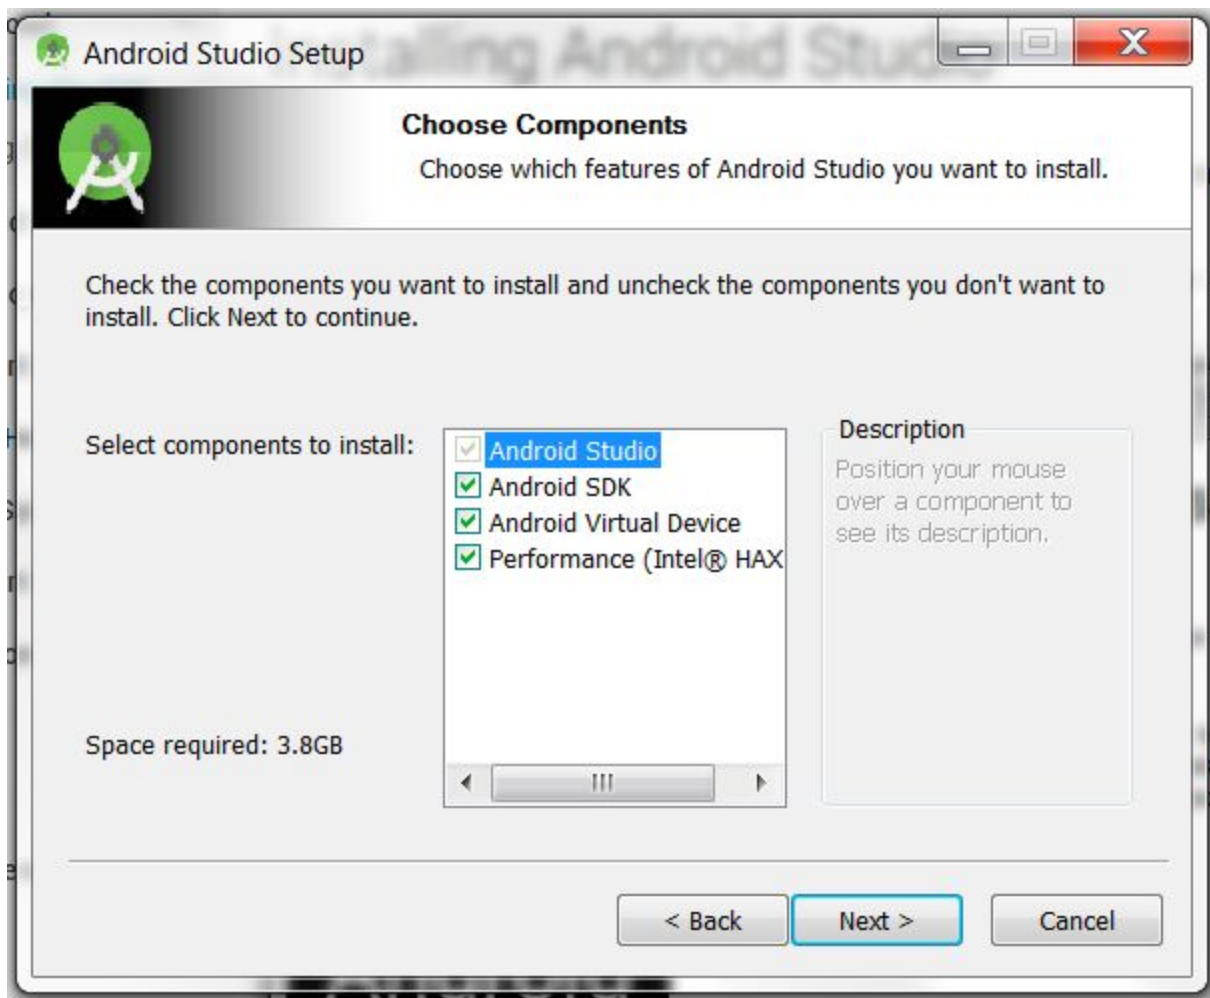 Installing Android Studio
Android Studio Setup
Choose Components
Choose which features of Android Studio you want to install.
Check the components you want to install and uncheck the components you don't want to
install. Click Next to continue.
Select components to install:
Android Studio
Android SDK
Android Virtual Device
Performance (Intel® HAX
Description
Position your mouse
over a component to
see its description.
Space required: 3.8GB
< Back
Next >
Cancel